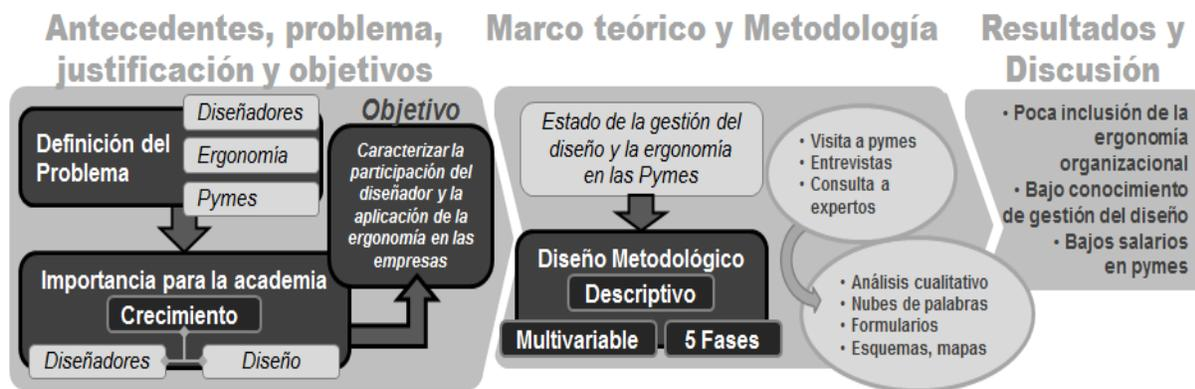 Antecedentes, problema,
justificación y objetivos
Definición del
Problema
Diseñadores
Ergonomía
Pymes
Importancia para la academia
Crecimiento
Diseñadores
Diseño
Objetivo
Caracterizar la
participación del
diseñador y la
aplicación de la
ergonomía en las
empresas
Marco teórico y Metodología
Estado de la gestión del
diseño y la ergonomía
en las Pymes
Diseño Metodológico
Descriptivo
Multivariable
5 Fases
• Visita a pymes
• Entrevistas
• Consulta a
expertos
• Análisis cualitativo
• Nubes de palabras
• Formularios
• Esquemas, mapas
Resultados y
Discusión
• Poca inclusión de la
ergonomía
organizacional
• Bajo conocimiento
de gestión del diseño
• Bajos salarios
en pymes